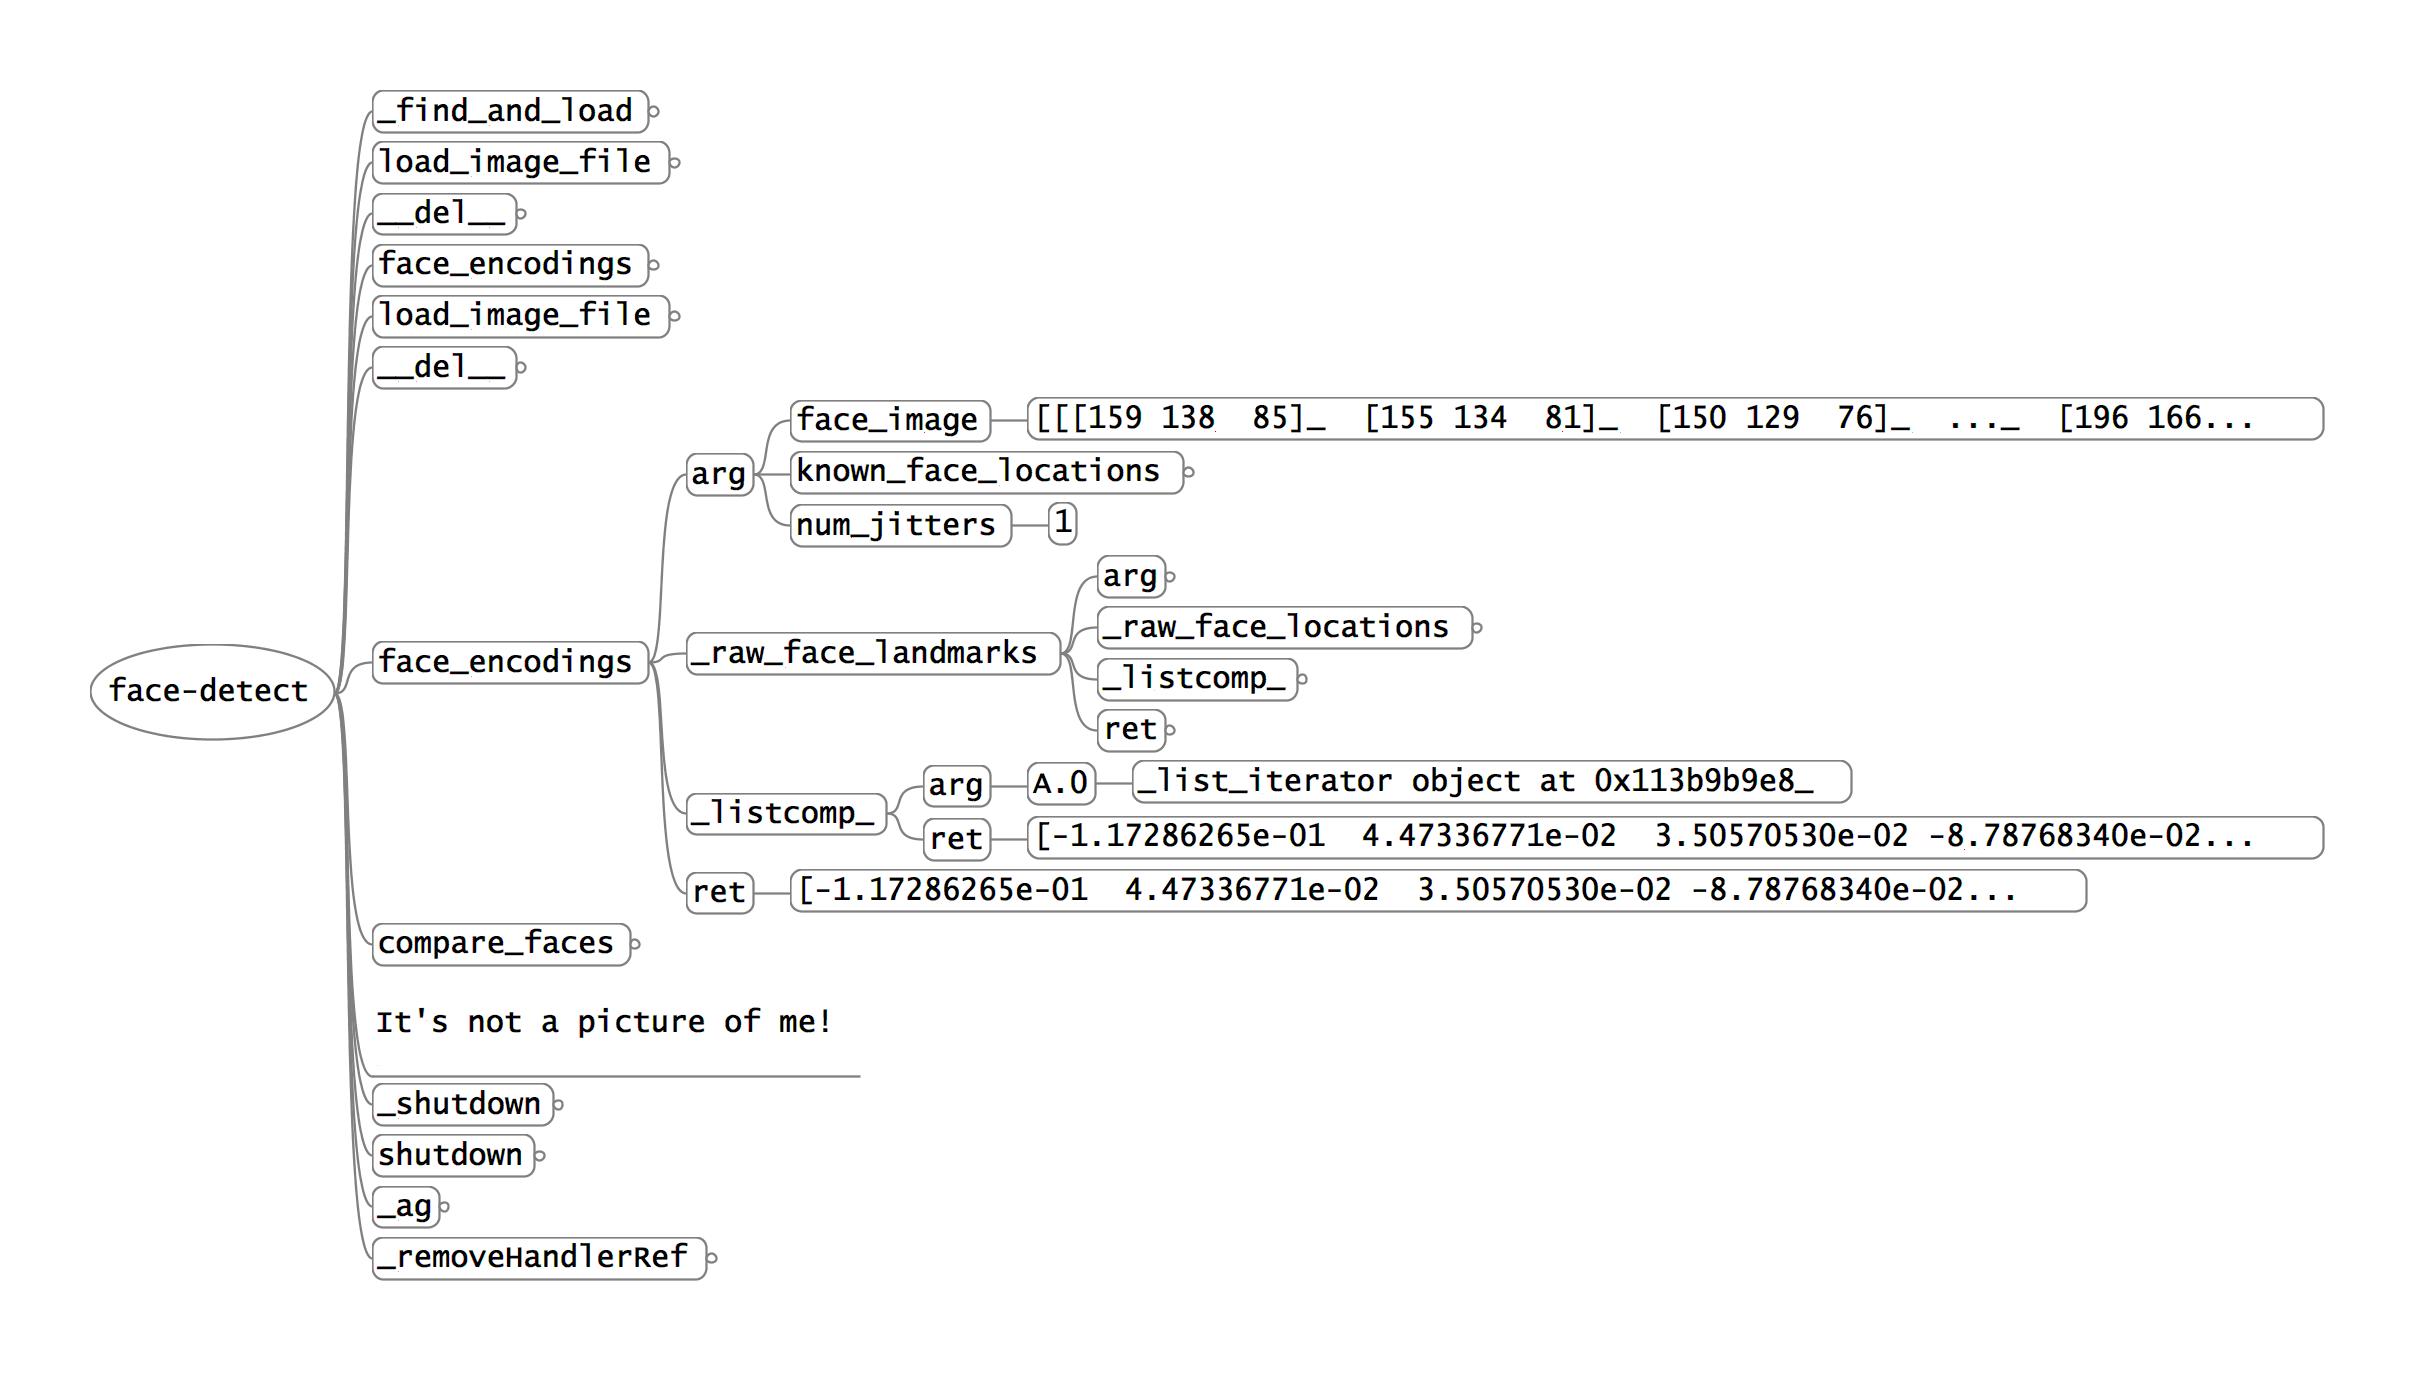 _find_and_load
load_image_file
__del__
face_encodings
load_image_file
__del__
face_image [[[159 138  85]_  [155 134  81]_  [150 129  76]_  ..._  [196 166...
arg
known_face_locations
num_jitters 1
arg
_raw_face_locations
face_encodings
_raw_face_landmarks
_listcomp_
face-detect
ret
arg A.0 _list_iterator object at 0x113b9b9e8_
_listcomp_
ret [-1.17286265e-01  4.47336771e-02  3.50570530e-02 -8.78768340e-02...
ret [-1.17286265e-01  4.47336771e-02  3.50570530e-02 -8.78768340e-02...
compare_faces
It's not a picture of me!
_shutdown
shutdown
_ag
_removeHandlerRef